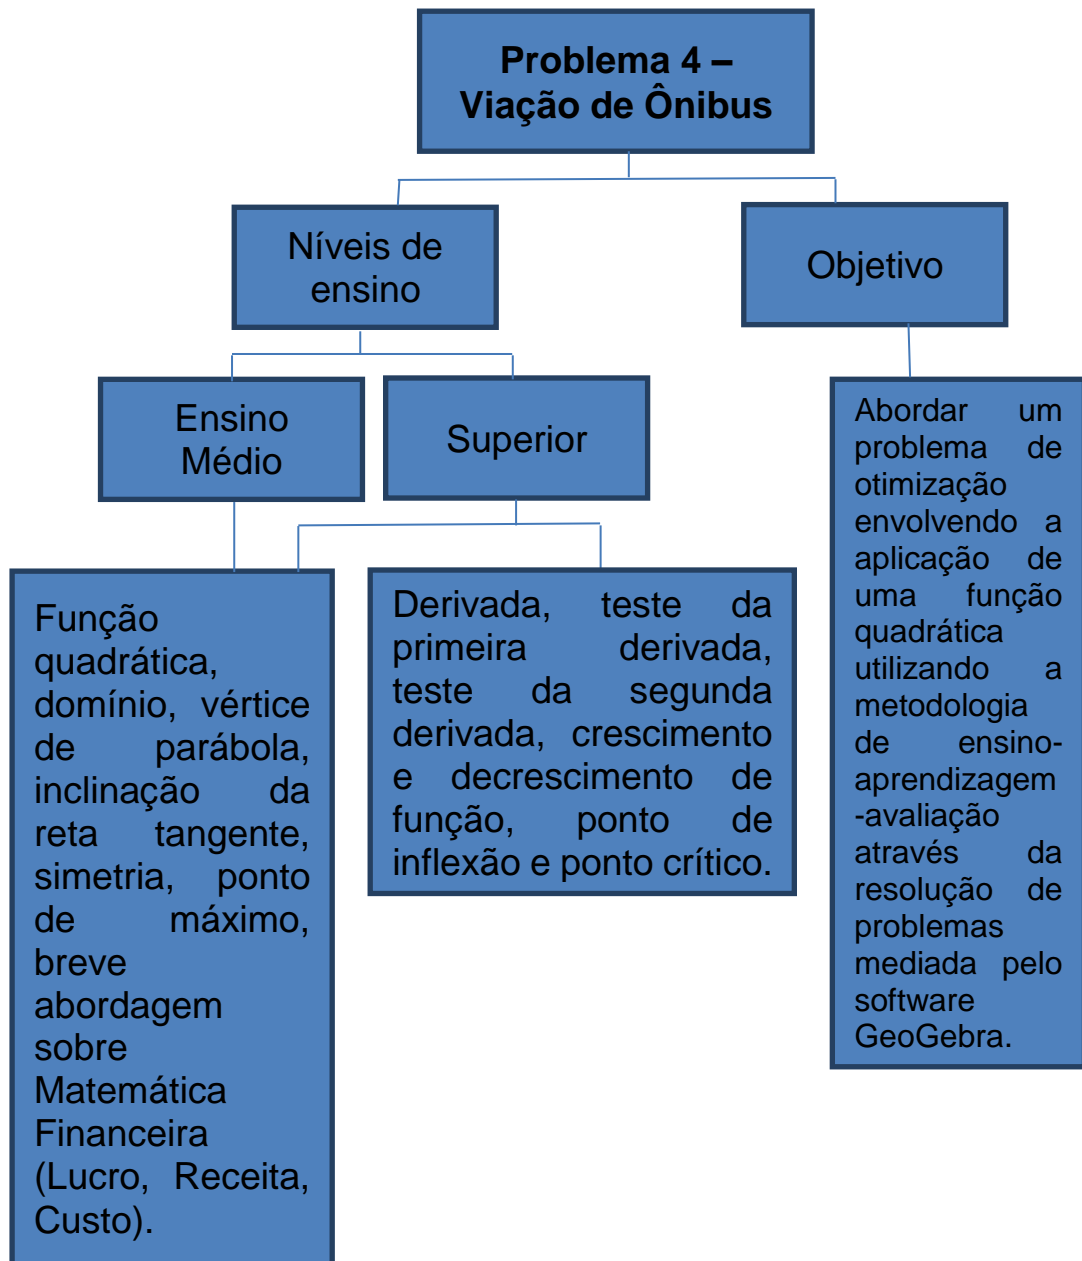 Problema 4 –
Viação de Ônibus
Níveis de
ensino
Objetivo
Ensino
Médio
Superior
Função
quadrática,
domínio, vértice
de parábola,
inclinação da
reta tangente,
simetria, ponto
de máximo,
breve
abordagem
sobre
Matemática
Financeira
(Lucro, Receita,
Custo).
Derivada, teste da
primeira derivada,
teste da segunda
derivada, crescimento
e decrescimento de
função, ponto de
inflexão e ponto crítico.
Abordar um
problema de
otimização
envolvendo a
aplicação de
uma função
quadrática
utilizando a
metodologia
de ensino-
aprendizagem
-avaliação
através da
resolução de
problemas
mediada pelo
software
GeoGebra.